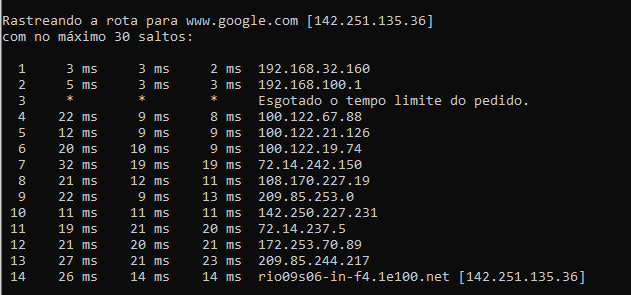 Rastreando a rota para www.google.com [142.251.135.36]
com no máximo 30 saltos:
1 3 ms 3 ms 2 ms 192.168.32.160
2 5 ms 3 ms 3 ms 192.168.100.1
3 * * * Esgotado o tempo limite do pedido.
4 22 ms 9 ms 8 ms 100.122.67.88
5 12 ms 9 ms 9 ms 100.122.21.126
6 20 ms 10 ms 9 ms 100.122.19.74
7 32 ms 19 ms 19 ms 72.14.242.150
8 21 ms 12 ms 11 ms 108.170.227.19
9 22 ms 9 ms 13 ms 209.85.253.0
10 11 ms 11 ms 11 ms 142.250.227.231
11 19 ms 21 ms 20 ms 72.14.237.5
12 21 ms 20 ms 21 ms 172.253.70.89
13 27 ms 21 ms 23 ms 209.85.244.217
14 26 ms 14 ms 14 ms rio09s06-in-f4.1e100.net [142.251.135.36]